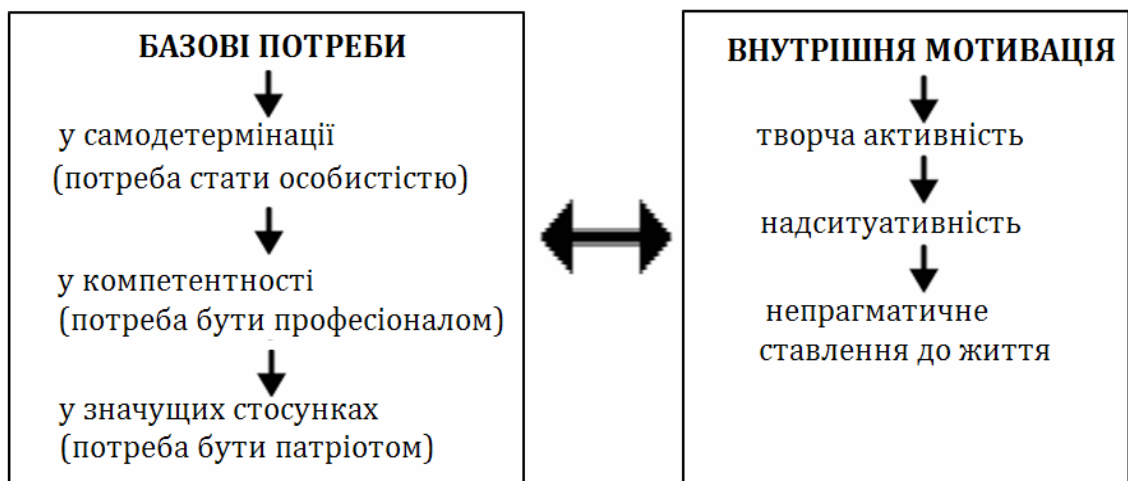 БАЗОВІ ПОТРЕБИ
у самодетермінації
(потреба стати особистістю)
у компетентності
(потреба бути професіоналом)
у значущих стосунках
(потреба бути патріотом)
ВНУТРІШНЯ МОТИВАЦІЯ
творча активність
надситуативність
непрагматичне
ставлення до життя